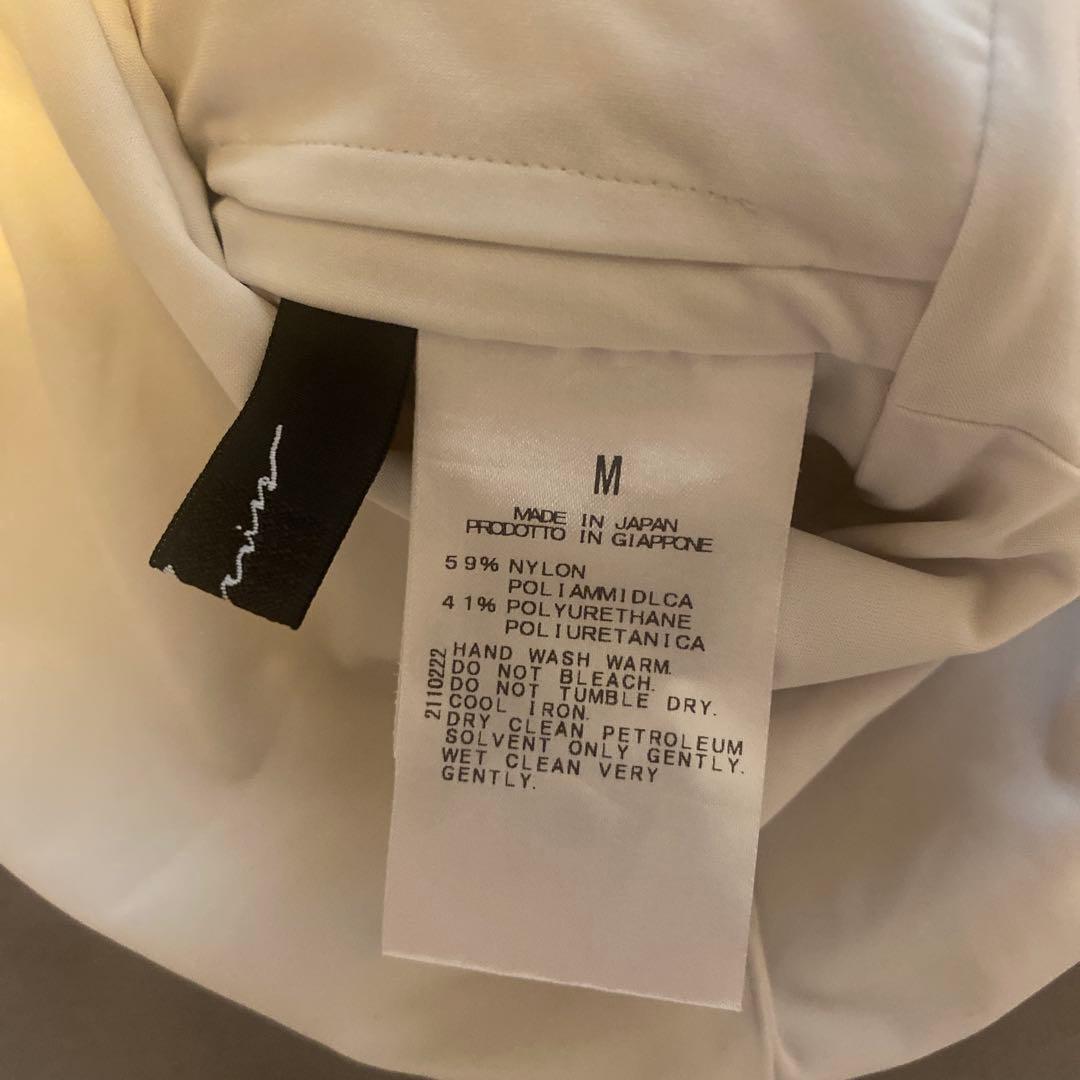 M
MADE IN JAPAN
PRODOTTO IN GIAPPONE
59% NYLON
POLIAMMIDLCA
41% POLYURETHANE
POLIURETANICA
HAND WASH WARM.
DO NOT BLEACH.
DO NOT TUMBLE DRY.
COOL IRON.
DRY CLEAN PETROLEUM
SOLVENT ONLY GENTLY.
WET CLEAN VERY
GENTLY.
2110222